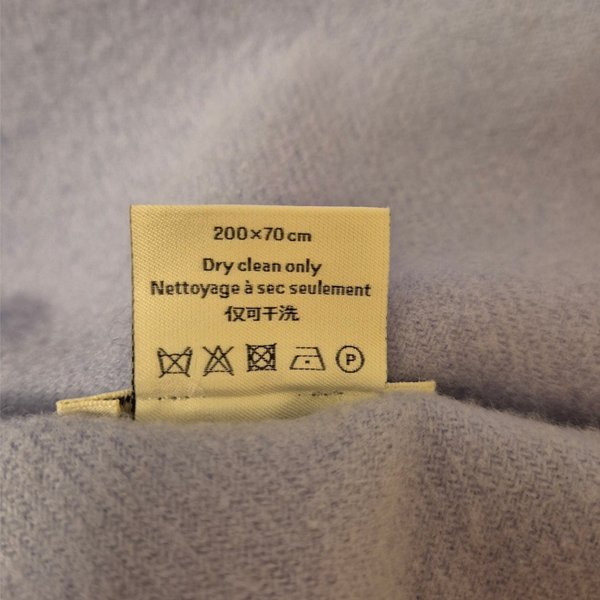 200×70cm
Dry clean only
Nettoyage à sec seulement
仅可干洗
P